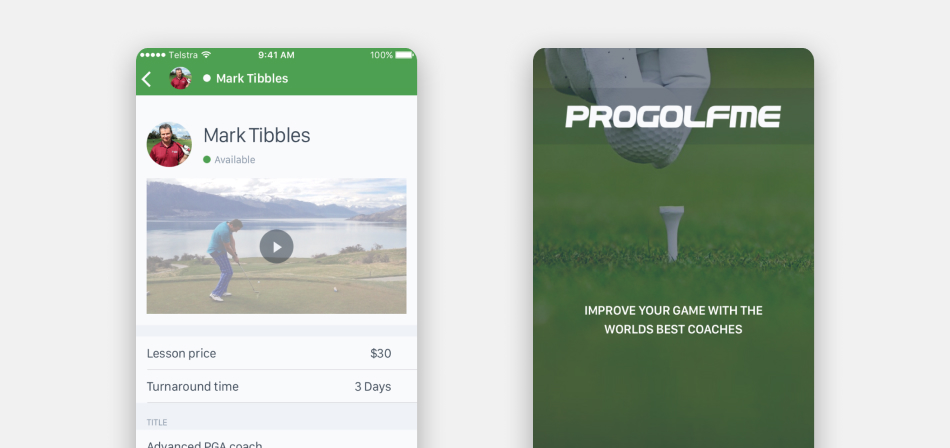 Telstra 9:41 AM 100%
Mark Tibbles
Mark Tibbles
Available
Lesson price $30
Turnaround time 3 Days
TITLE
Advanced PGA coach
PROGOLFME
IMPROVE YOUR GAME WITH THE
WORLDS BEST COACHES